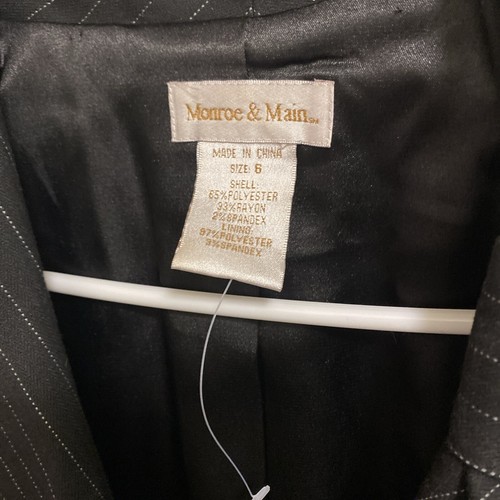 Monroe & Main SM
MADE IN CHINA
SIZE: 6
SHELL:
65%POLYESTER
33%RAYON
2%SPANDEX
LINING:
97%POLYESTER
3%SPANDEX